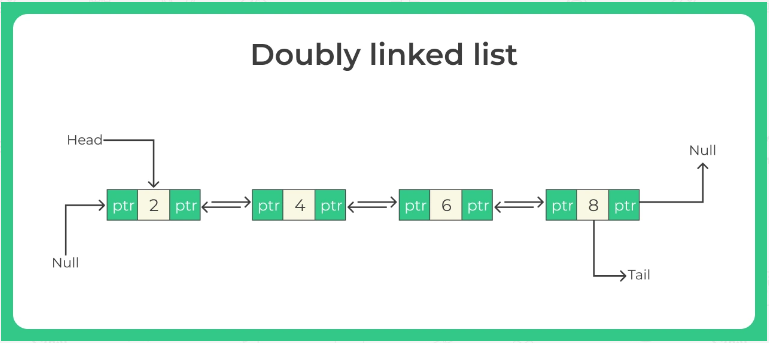 Doubly linked list
Head
Null
ptr 2 ptr ptr 4 ptr ptr 6 ptr ptr 8 ptr
Null
Tail